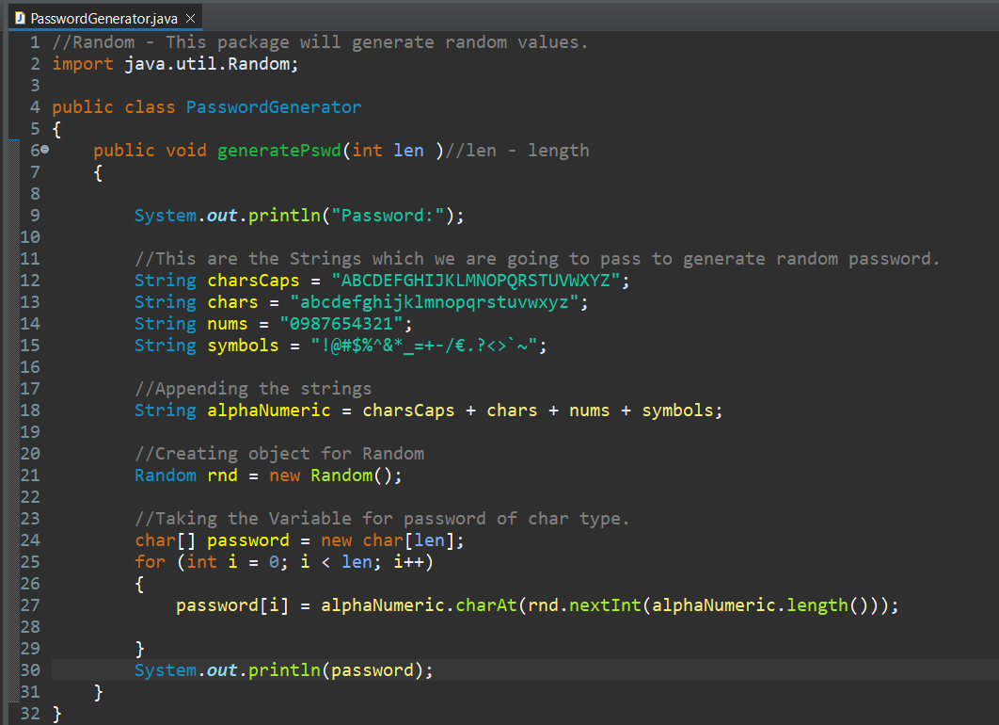 PasswordGenerator.java
1 //Random - This package will generate random values.
2 import java.util.Random;
3
4 public class PasswordGenerator
5 {
6 public void generatePswd(int len )//len - length
7 {
8
9 System.out.println("Password:");
10
11 //This are the Strings which we are going to pass to generate random password.
12 String charsCaps = "ABCDEFGHIJKLMNOPQRSTUVWXYZ";
13 String chars = "abcdefghijklmnopqrstuvwxyz";
14 String nums = "0987654321";
15 String symbols = "!@#$%^&*_=+-/€.?<>`~";
16
17 //Appending the strings
18 String alphaNumeric = charsCaps + chars + nums + symbols;
19
20 //Creating object for Random
21 Random rnd = new Random();
22
23 //Taking the Variable for password of char type.
24 char[] password = new char[len];
25 for (int i = 0; i < len; i++)
26 {
27 password[i] = alphaNumeric.charAt(rnd.nextInt(alphaNumeric.length()));
28
29 }
30 System.out.println(password);
31 }
32 }